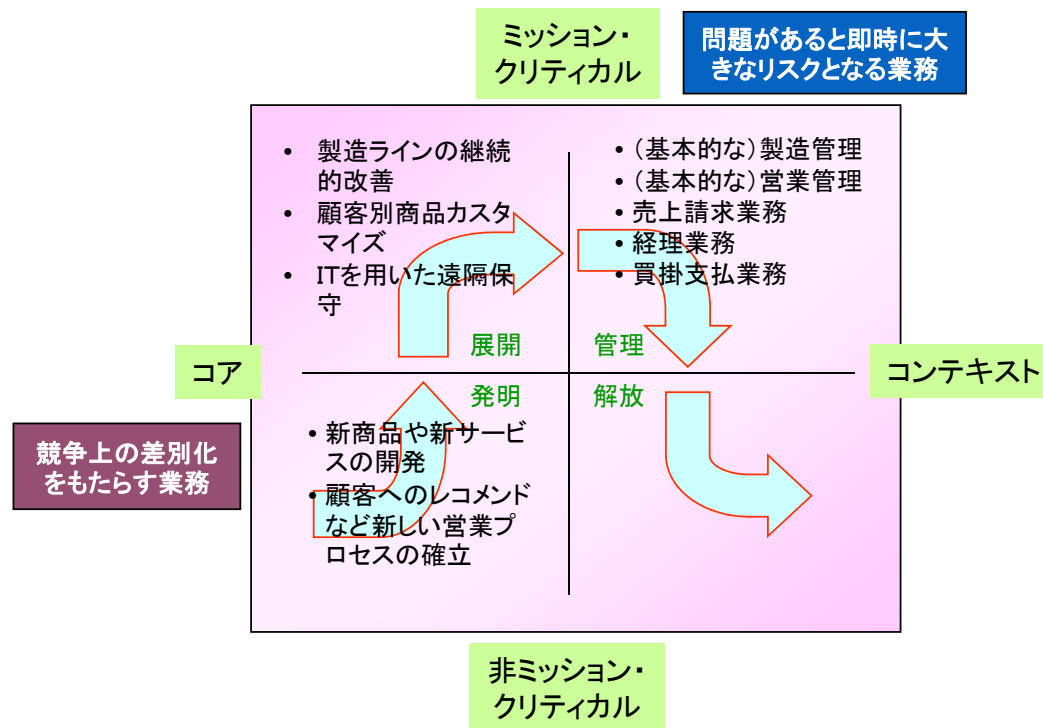 ミッション・
クリティカル
問題があると即時に大
きなリスクとなる業務
• 製造ラインの継続
的改善
• 顧客別商品カスタ
マイズ
• ITを用いた遠隔保
守
• （基本的な）製造管理
• （基本的な）営業管理
• 売上請求業務
• 経理業務
• 買掛支払業務
展開
管理
コア
コンテキスト
発明
解放
競争上の差別化
をもたらす業務
• 新商品や新サービ
スの開発
• 顧客へのレコメンド
など新しい営業プ
ロセスの確立
非ミッション・
クリティカル